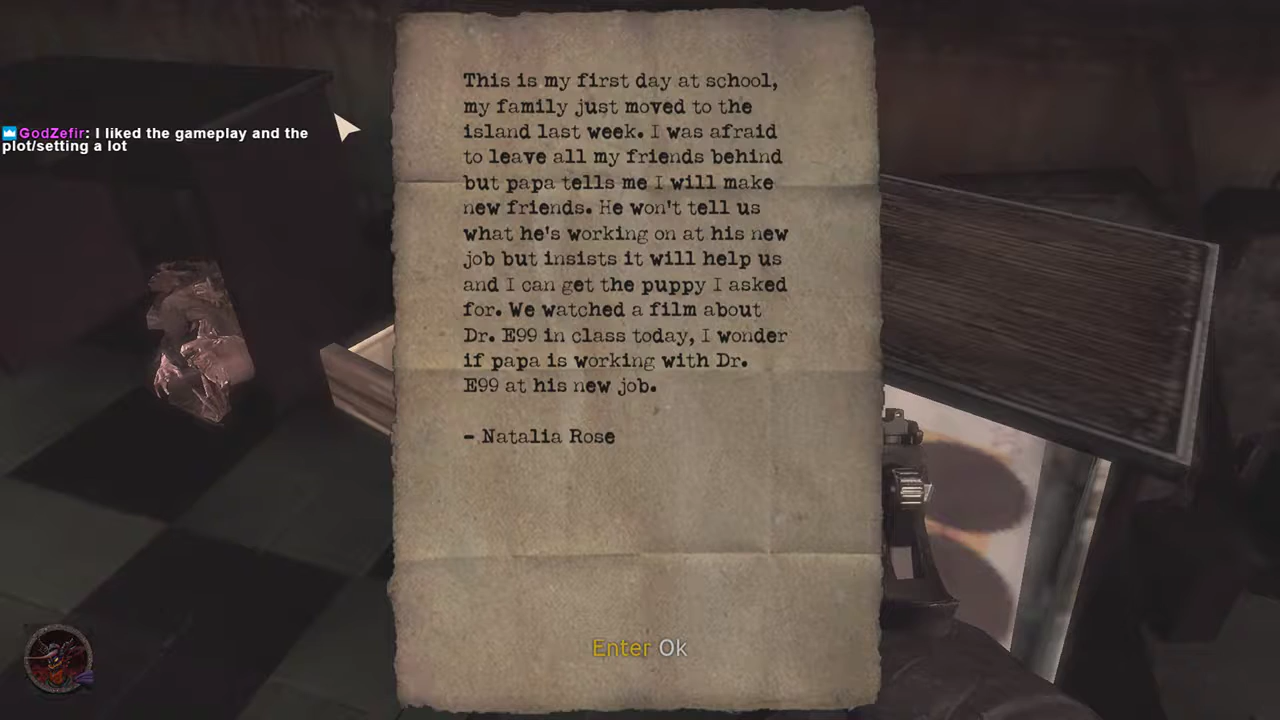 GodZefir: I liked the gameplay and the
plot/setting a lot
This is my first day at school,
my family just moved to the
island last week. I was afraid
to leave all my friends behind
but papa tells me I will make
new friends. He won't tell us
what he's working on at his new
job but insists it will help us
and I can get the puppy I asked
for. We watched a film about
Dr. E99 in class today, I wonder
if papa is working with Dr.
E99 at his new job.
- Natalia Rose
Enter Ok